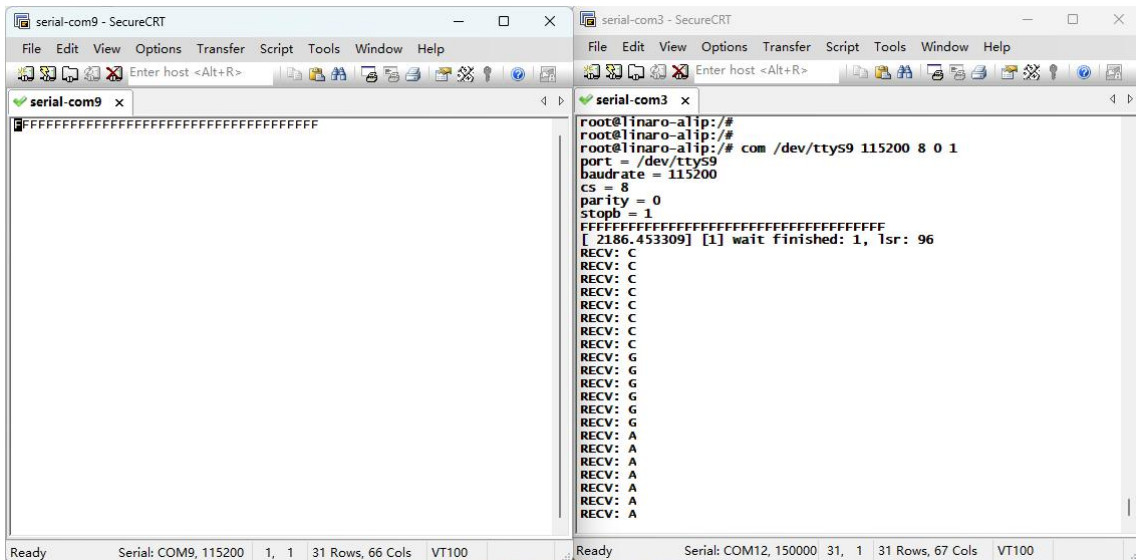 serial-com9 - SecureCRT
File Edit View Options Transfer Script Tools Window Help
Enter host <Alt+R>
serial-com9 x
FFFFFFFFFFFFFFFFFFFFFFFFFFFFFFFFFFFFFF
Ready Serial: COM9, 115200 1, 1 31 Rows, 66 Cols VT100
serial-com3 - SecureCRT
File Edit View Options Transfer Script Tools Window Help
Enter host <Alt+R>
serial-com3 x
root@linaro-alip:/#
root@linaro-alip:/#
root@linaro-alip:/# com /dev/ttyS9 115200 8 0 1
port = /dev/ttyS9
baudrate = 115200
cs = 8
parity = 0
stopb = 1
FFFFFFFFFFFFFFFFFFFFFFFFFFFFFFFFFFFFFF
[ 2186.453309] [1] wait finished: 1, lsr: 96
RECV: C
RECV: C
RECV: C
RECV: C
RECV: C
RECV: C
RECV: C
RECV: C
RECV: G
RECV: G
RECV: G
RECV: G
RECV: G
RECV: G
RECV: A
RECV: A
RECV: A
RECV: A
RECV: A
RECV: A
RECV: A
Ready Serial: COM12, 150000 31, 1 31 Rows, 67 Cols VT100